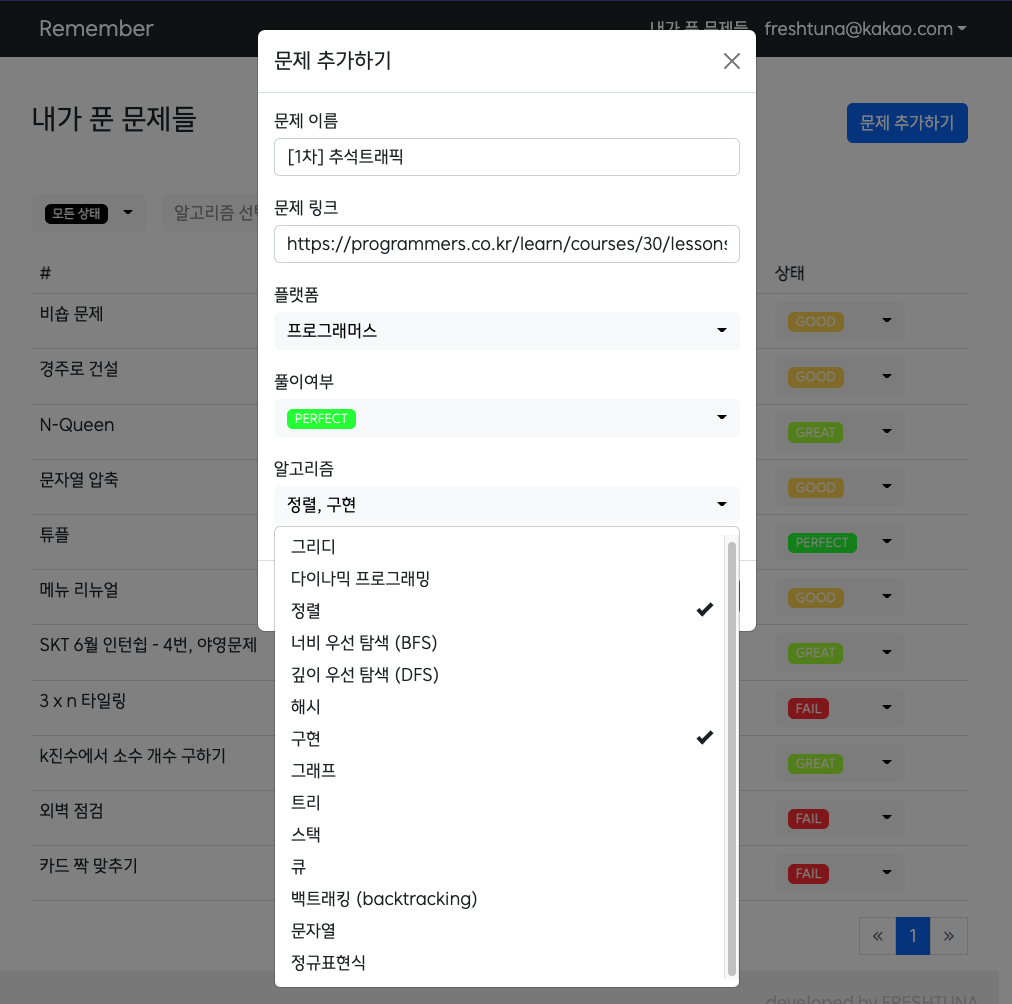 Remember
내가 푼 문제들
freshtuna@kakao.com
문제 추가하기
내가 푼 문제들
문제 추가하기
문제 이름
[1차] 추석트래픽
모든 상태
알고리즘
문제 링크
https://programmers.co.kr/learn/courses/30/lessons
#
상태
플랫폼
프로그래머스
풀이여부
PERFECT
알고리즘
정렬, 구현
그리디
다이나믹 프로그래밍
정렬
너비 우선 탐색 (BFS)
깊이 우선 탐색 (DFS)
해시
구현
그래프
트리
스택
큐
백트래킹 (backtracking)
문자열
정규표현식
비숍 문제
GOOD
경주로 건설
GOOD
N-Queen
GREAT
문자열 압축
GOOD
튜플
PERFECT
메뉴 리뉴얼
GOOD
SKT 6월 인턴쉽 - 4번, 야영문제
GREAT
3 x n 타일링
FAIL
k진수에서 소수 개수 구하기
GREAT
외벽 점검
FAIL
카드 짝 맞추기
FAIL
« 1 »
developed by FRESHTUNA